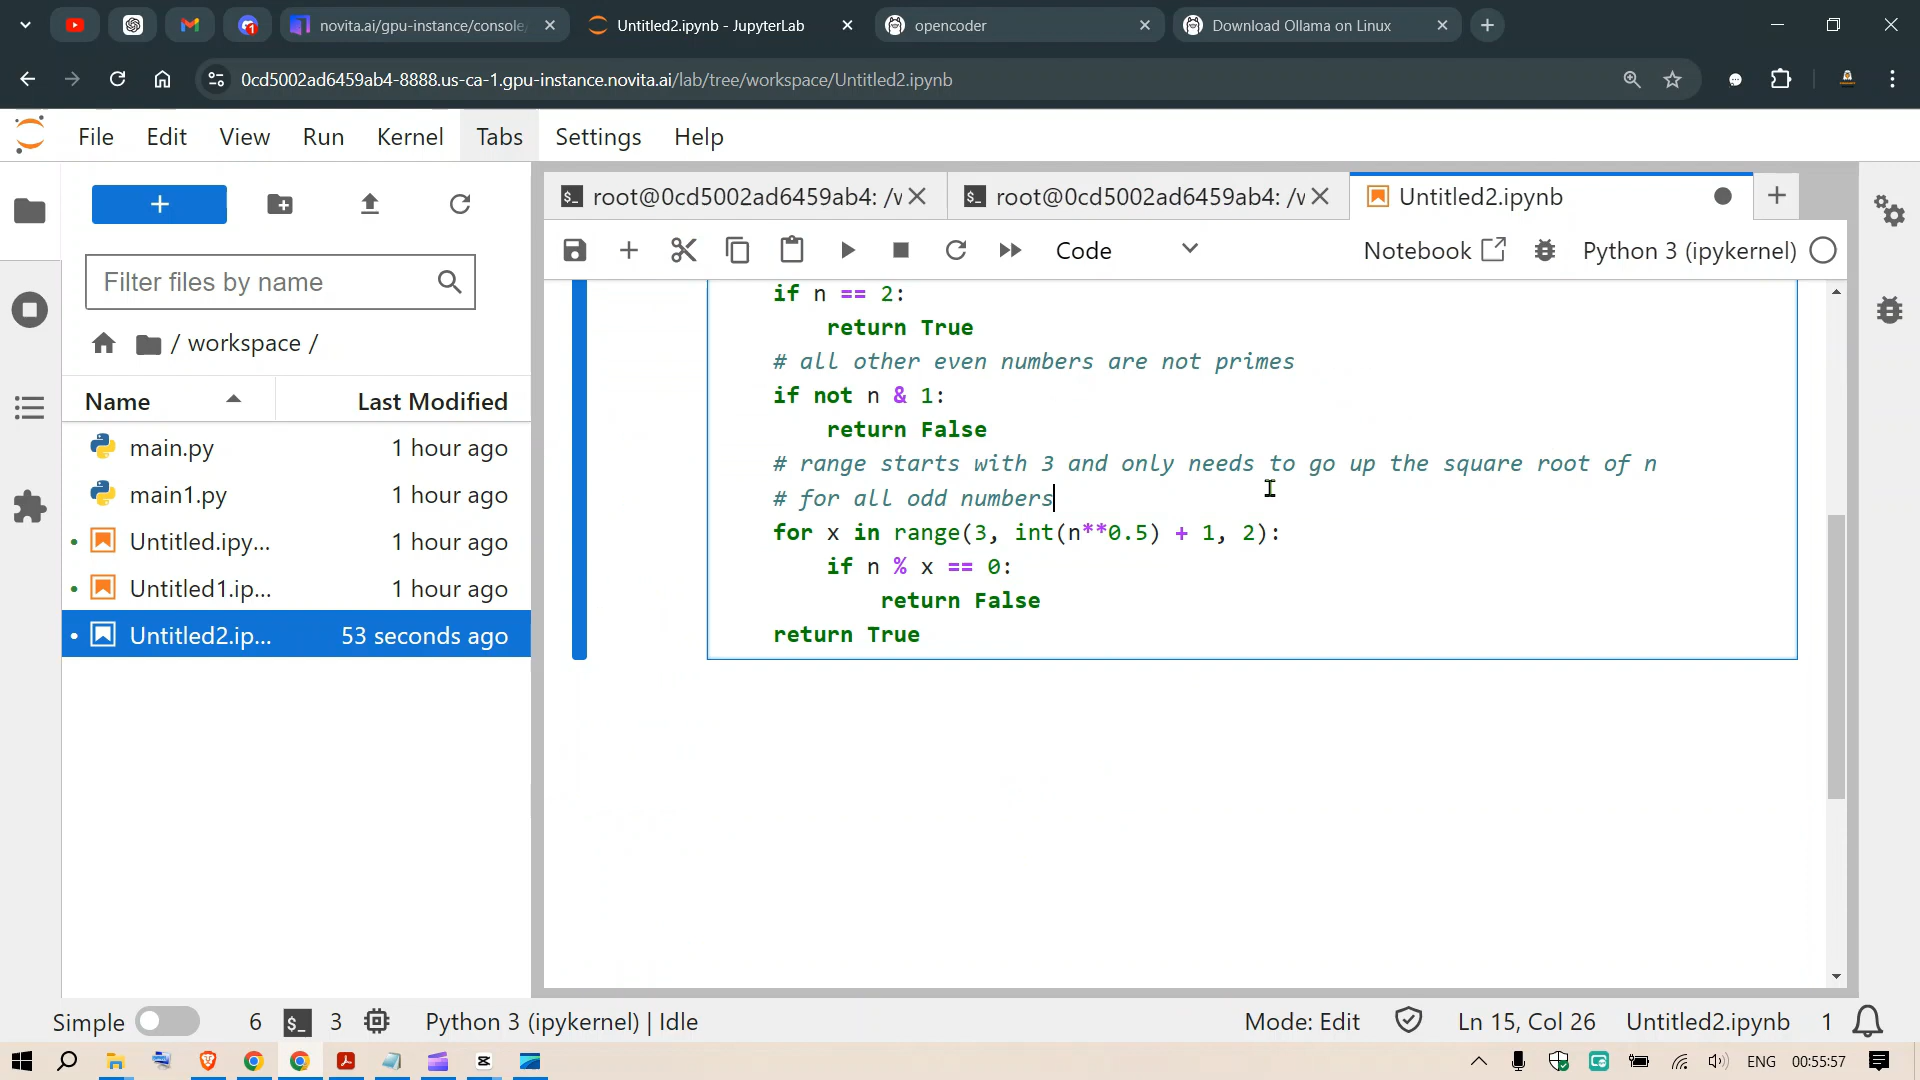 novita.ai/gpu-instance/console/
Untitled2.ipynb - JupyterLab
opencoder
Download Ollama on Linux
0cd5002ad6459ab4-8888.us-ca-1.gpu-instance.novita.ai/lab/tree/workspace/Untitled2.ipynb
File Edit View Run Kernel Tabs Settings Help
root@0cd5002ad6459ab4: /v
root@0cd5002ad6459ab4: /v
Untitled2.ipynb
Code
Notebook
Python 3 (ipykernel)
Filter files by name
/ workspace /
Name Last Modified
main.py 1 hour ago
main1.py 1 hour ago
Untitled.ipy... 1 hour ago
Untitled1.ip... 1 hour ago
Untitled2.ip... 53 seconds ago
if n == 2:
return True
# all other even numbers are not primes
if not n & 1:
return False
# range starts with 3 and only needs to go up the square root of n
# for all odd numbers
for x in range(3, int(n**0.5) + 1, 2):
if n % x == 0:
return False
return True
Simple 6 3 Python 3 (ipykernel) | Idle Mode: Edit Ln 15, Col 26 Untitled2.ipynb 1
ENG 00:55:57